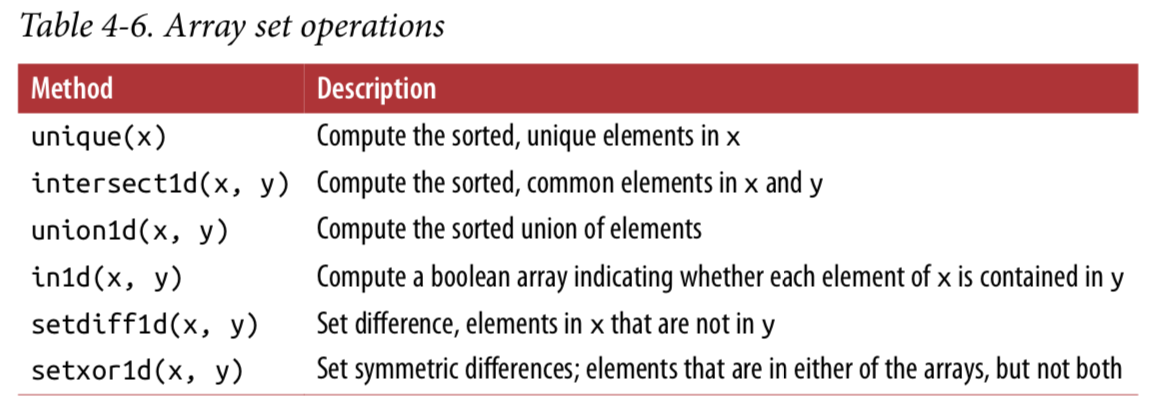 Table 4-6. Array set operations
Method Description
unique(x) Compute the sorted, unique elements in x
intersect1d(x, y) Compute the sorted, common elements in x and y
union1d(x, y) Compute the sorted union of elements
in1d(x, y) Compute a boolean array indicating whether each element of x is contained in y
setdiff1d(x, y) Set difference, elements in x that are not in y
setxor1d(x, y) Set symmetric differences; elements that are in either of the arrays, but not both